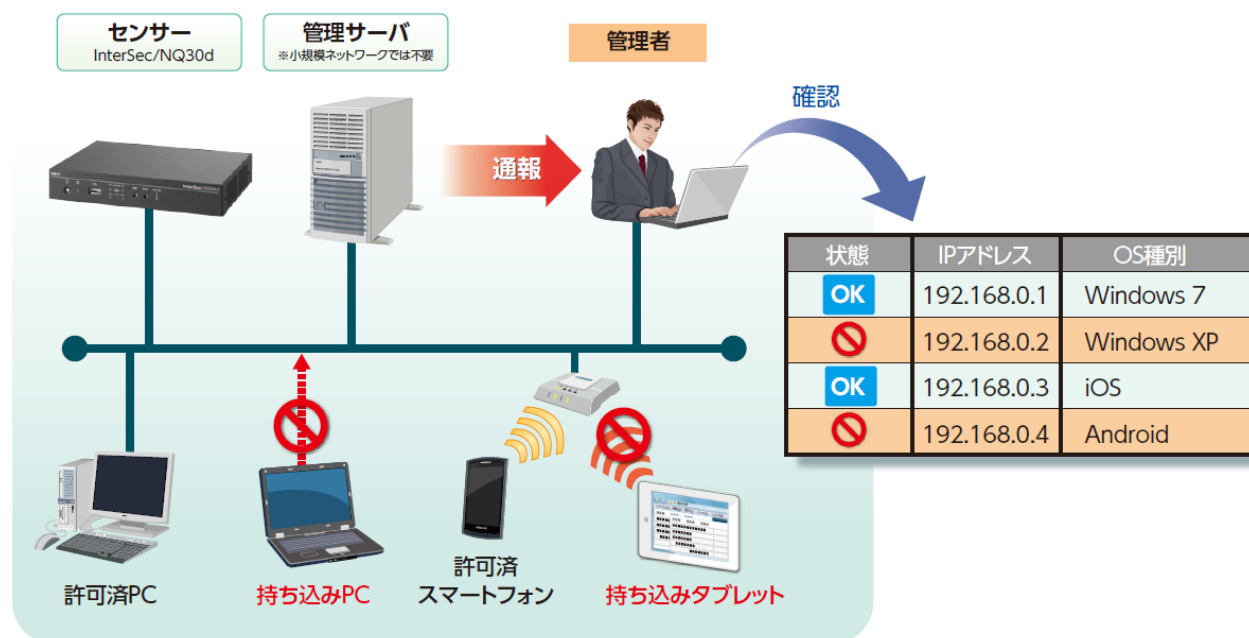 センサー
InterSec/NQ30d
管理サーバ
※小規模ネットワークでは不要
管理者
確認
通報
状態 IPアドレス OS種別
OK 192.168.0.1 Windows 7
192.168.0.2 Windows XP
OK 192.168.0.3 iOS
192.168.0.4 Android
許可済PC
持ち込みPC
許可済
スマートフォン
持ち込みタブレット